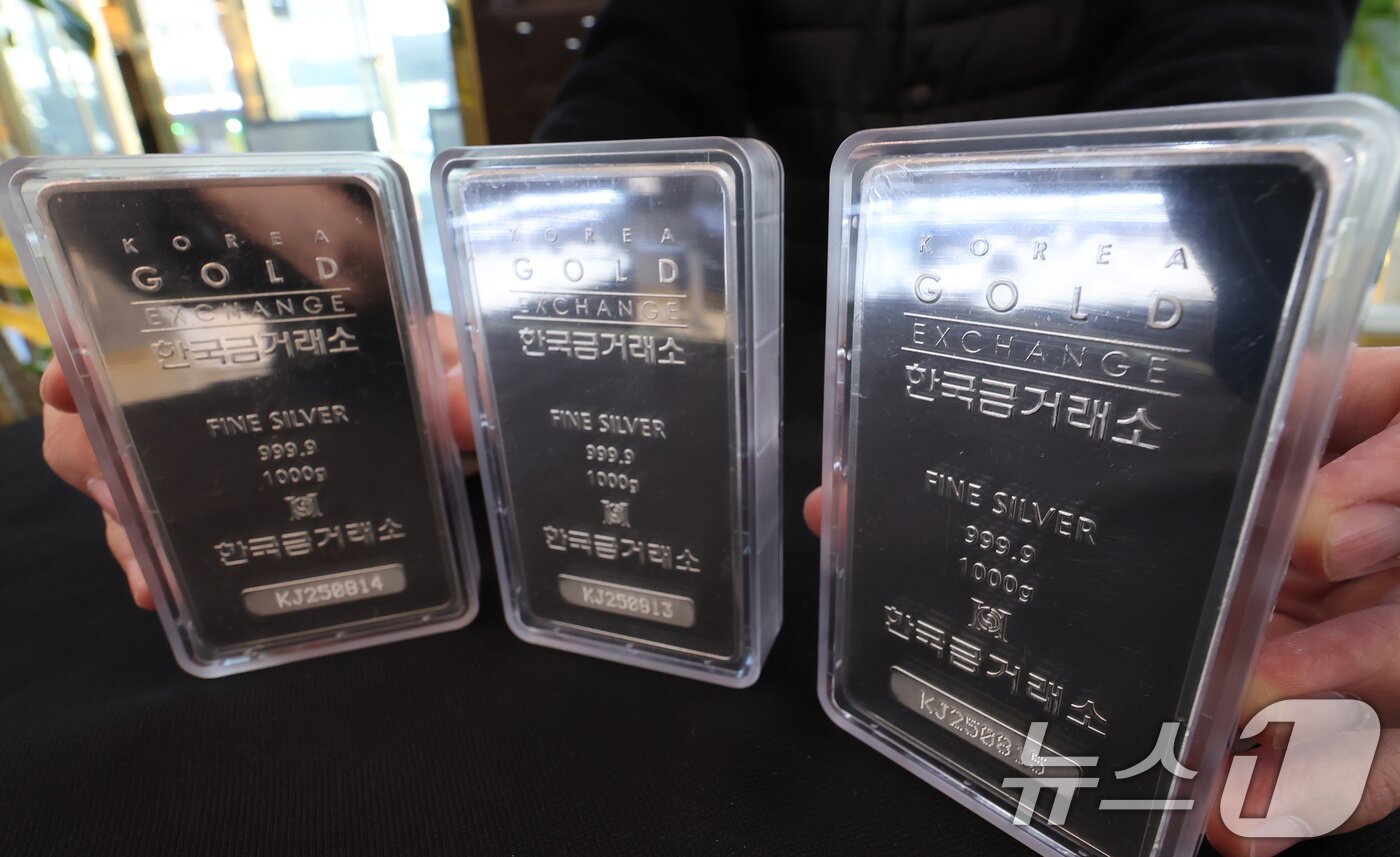 KOREA
GOLD
EXCHANGE
한국금거래소
FINE SILVER
999.9
1000g
한국금거래소
KJ250814
KOREA
GOLD
EXCHANGE
한국금거래소
FINE SILVER
999.9
1000g
한국금거래소
KJ250813
KOREA
GOLD
EXCHANGE
한국금거래소
FINE SILVER
999.9
1000g
한국금거래소
KJ250815
뉴스1